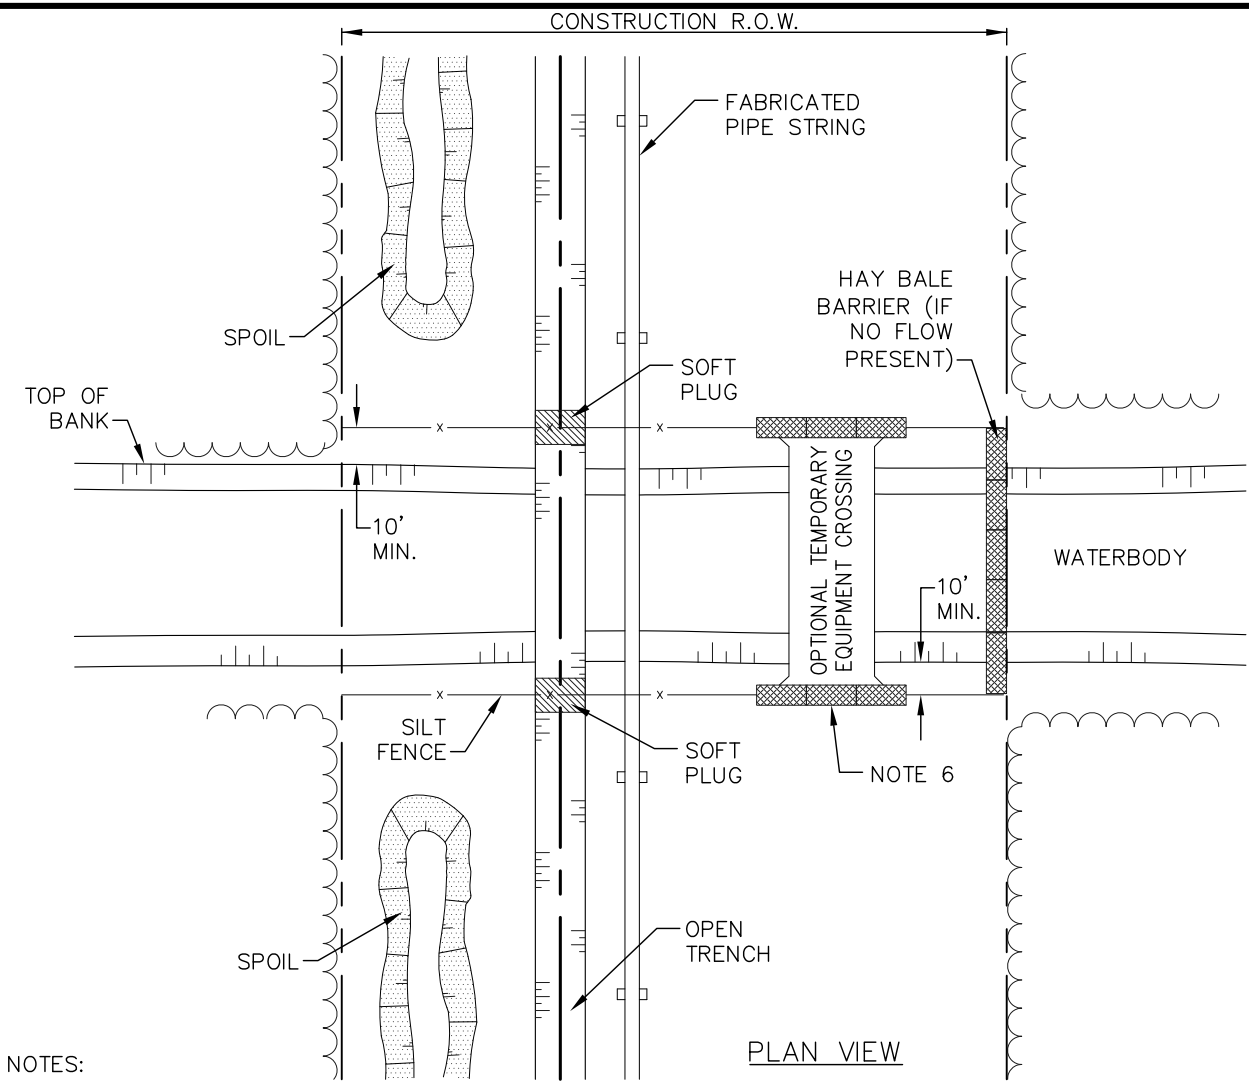 CONSTRUCTION R.O.W.
FABRICATED
PIPE STRING
HAY BALE
BARRIER (IF
NO FLOW
PRESENT)
SPOIL
SOFT
PLUG
TOP OF
BANK
x x x
10'
MIN.
OPTIONAL TEMPORARY
EQUIPMENT CROSSING
WATERBODY
10'
MIN.
x x x
SILT
FENCE
SOFT
PLUG
NOTE 6
OPEN
TRENCH
SPOIL
PLAN VIEW
NOTES: